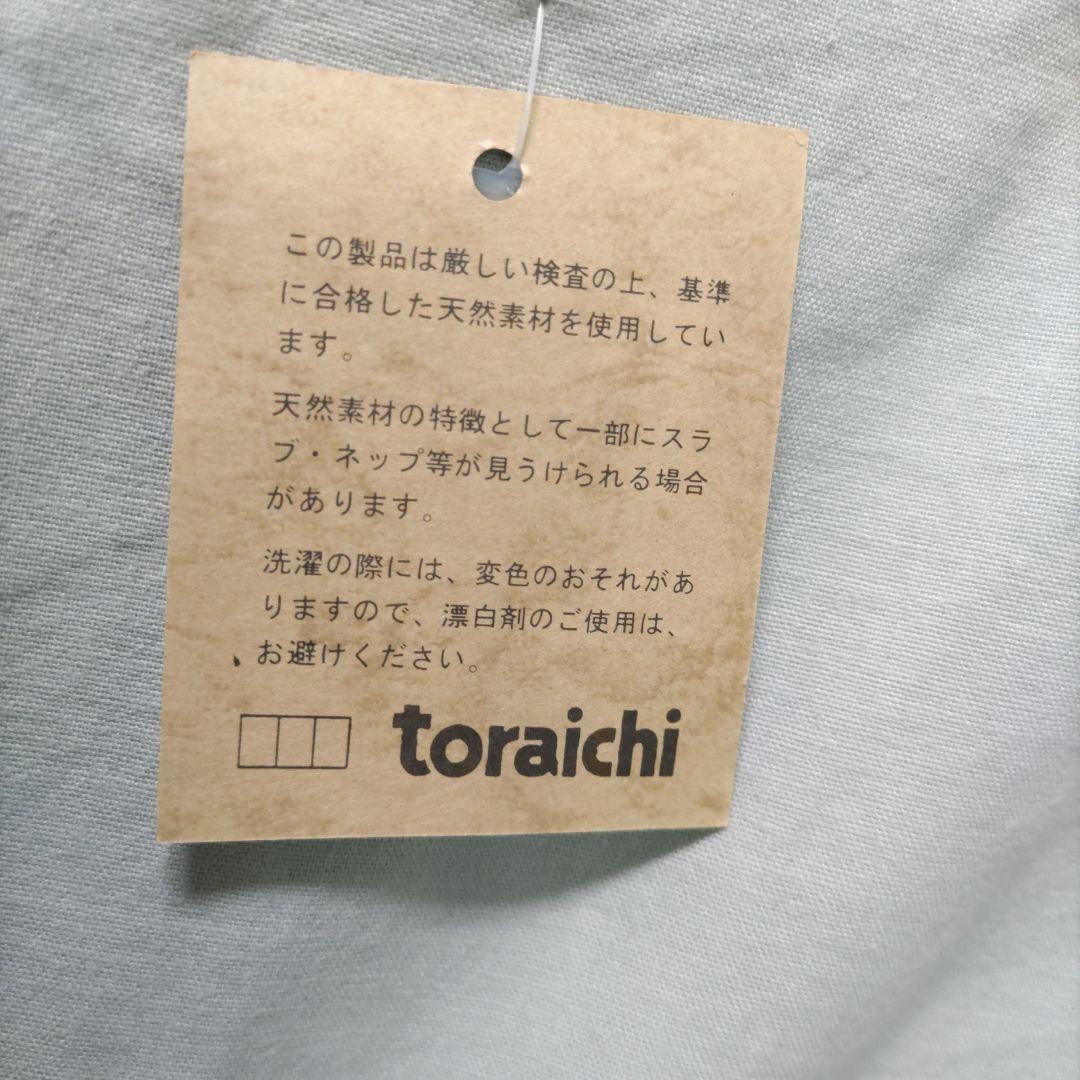 この製品は厳しい検査の上、基準
に合格した天然素材を使用してい
ます。
天然素材の特徴として一部にスラ
ブ・ネップ等が見うけられる場合
があります。
洗濯の際には、変色のおそれがあ
りますので、漂白剤のご使用は、
お避けください。
toraichi